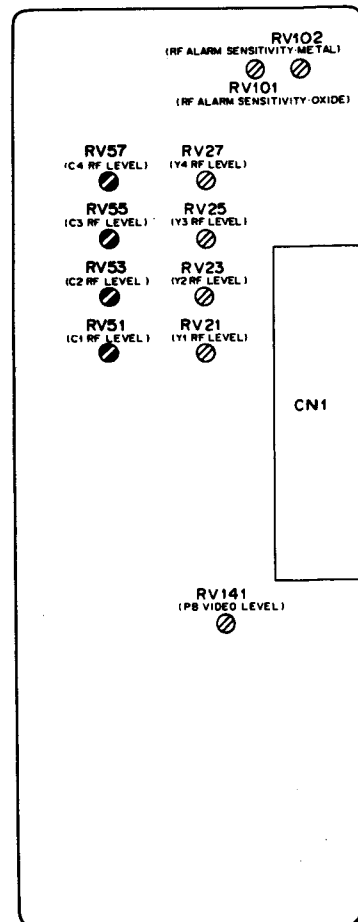 RV102
(RF ALARM SENSITIVITY-METAL)
RV101
(RF ALARM SENSITIVITY-OXIDE)
RV57
(C4 RF LEVEL)
RV27
(Y4 RF LEVEL)
RV55
(C3 RF LEVEL)
RV25
(Y3 RF LEVEL)
RV53
(C2 RF LEVEL)
RV23
(Y2 RF LEVEL)
RV51
(C1 RF LEVEL)
RV21
(Y1 RF LEVEL)
CN1
RV141
(PB VIDEO LEVEL)